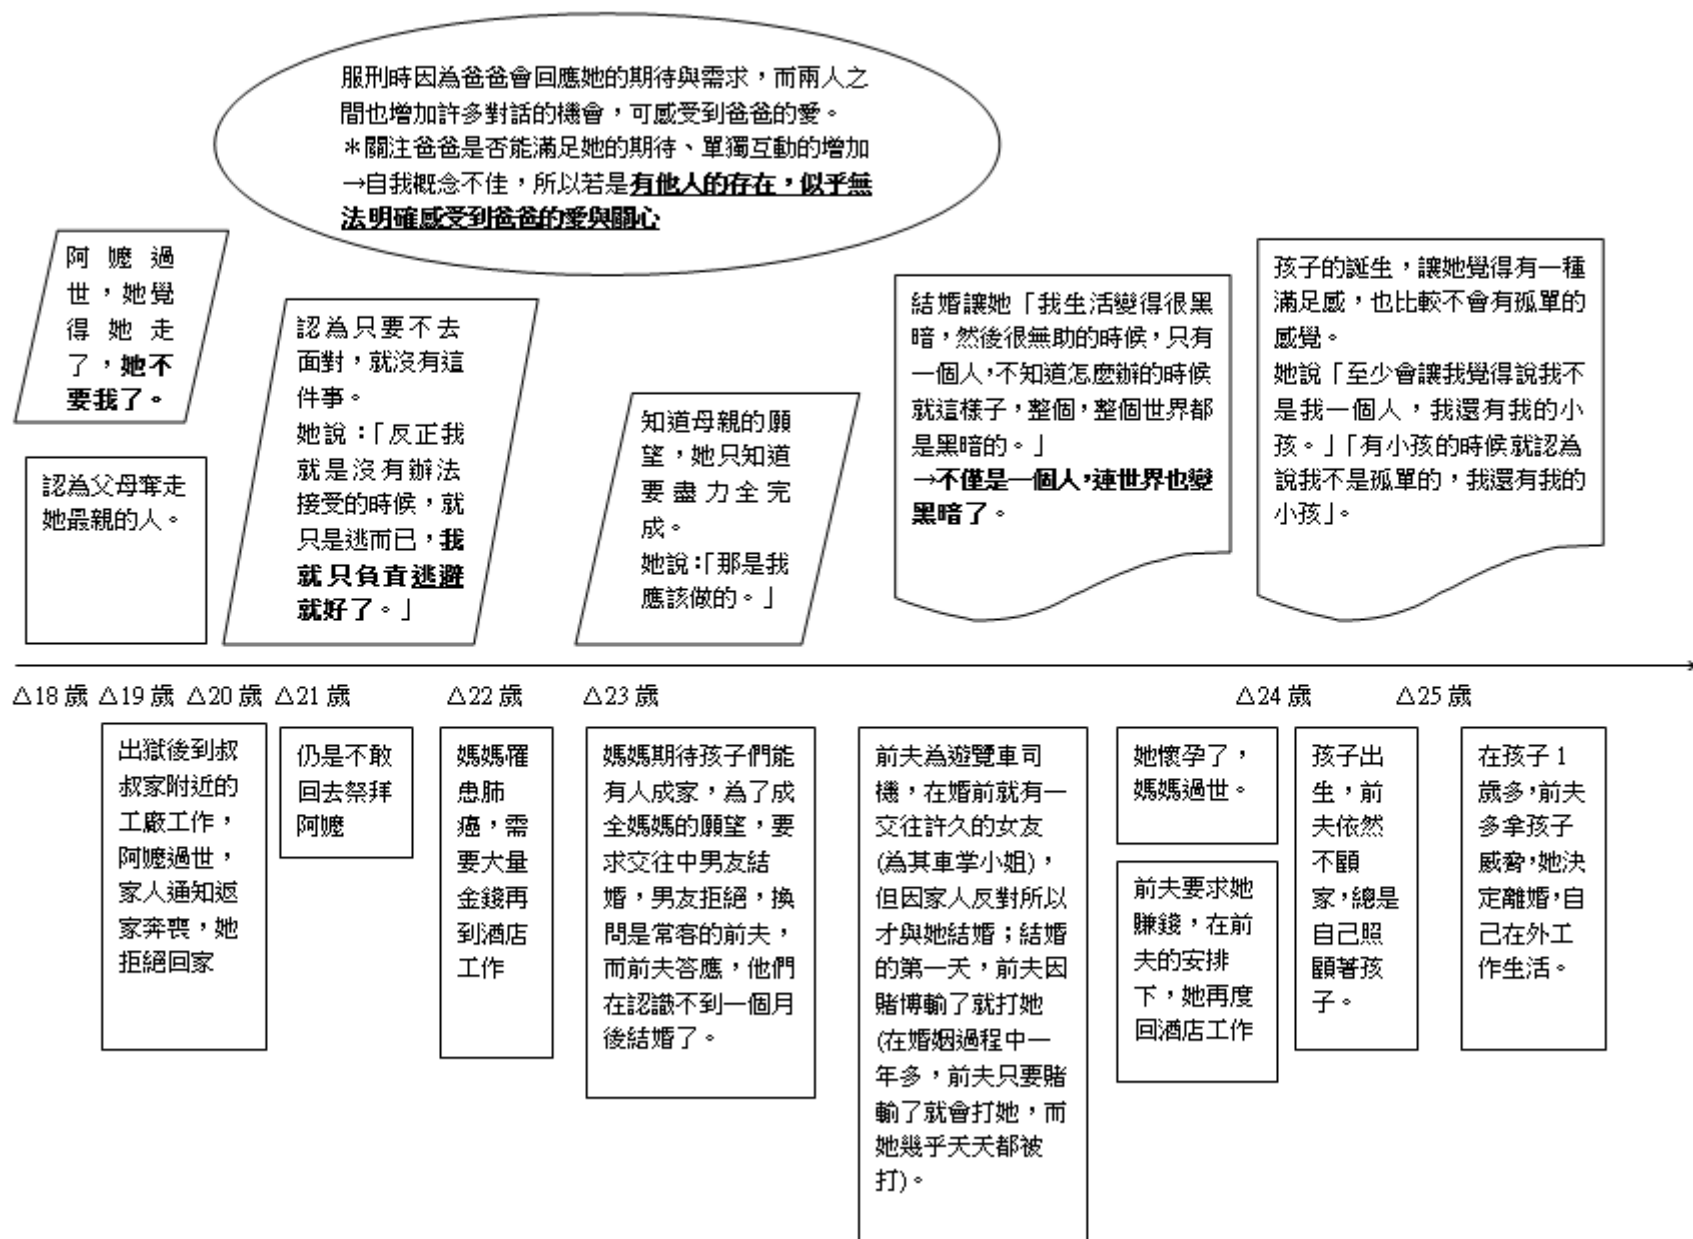 服刑時因為爸爸會回應她的期待與需求，而兩人之
間也增加許多對話的機會，可感受到爸爸的愛。
＊關注爸爸是否能滿足她的期待、單獨互動的增加
→自我概念不佳，所以若是有他人的存在，似乎無
法明確感受到爸爸的愛與關心
阿嬤過
世，她覺
得她走
了，她不
要我了。
認為父母奪走
她最親的人。
認為只要不去
面對，就沒有這
件事。
她說：「反正我
就是沒有辦法
接受的時候，就
只是逃而已，我
就只負責逃避
就好了。」
知道母親的願
望，她只知道
要盡力全完
成。
她說：「那是我
應該做的。」
結婚讓她「我生活變得很黑
暗，然後很無助的時候，只有
一個人，不知道怎麼辦的時候
就這樣子，整個，整個世界都
是黑暗的。」
→不僅是一個人，連世界也變
黑暗了。
孩子的誕生，讓她覺得有一種
滿足感，也比較不會有孤單的
感覺。
她說「至少會讓我覺得說我不
是我一個人，我還有我的小
孩。」「有小孩的時候就認為
說我不是孤單的，我還有我的
小孩」。
△18 歲 △19 歲 △20 歲 △21 歲 △22 歲 △23 歲 △24 歲 △25 歲
出獄後到叔
叔家附近的
工廠工作，
阿嬤過世，
家人通知返
家奔喪，她
拒絕回家
仍是不敢
回去祭拜
阿嬤
媽媽罹
患肺
癌，需
要大量
金錢再
到酒店
工作
媽媽期待孩子們能
有人成家，為了成
全媽媽的願望，要
求交往中男友結
婚，男友拒絕，換
問是常客的前夫，
而前夫答應，他們
在認識不到一個月
後結婚了。
前夫為遊覽車司
機，在婚前就有一
交往許久的女友
(為其車掌小姐)，
但因家人反對所以
才與她結婚；結婚
的第一天，前夫因
賭博輸了就打她
(在婚姻過程中一
年多，前夫只要賭
輸了就會打她，而
她幾乎天天都被
打)。
她懷孕了，
媽媽過世。
前夫要求她
賺錢，在前
夫的安排
下，她再度
回酒店工作
孩子出
生，前
夫依然
不顧
家，總是
自己照
顧著孩
子。
在孩子 1
歲多，前夫
多拿孩子
威脅，她決
定離婚，自
己在外工
作生活。